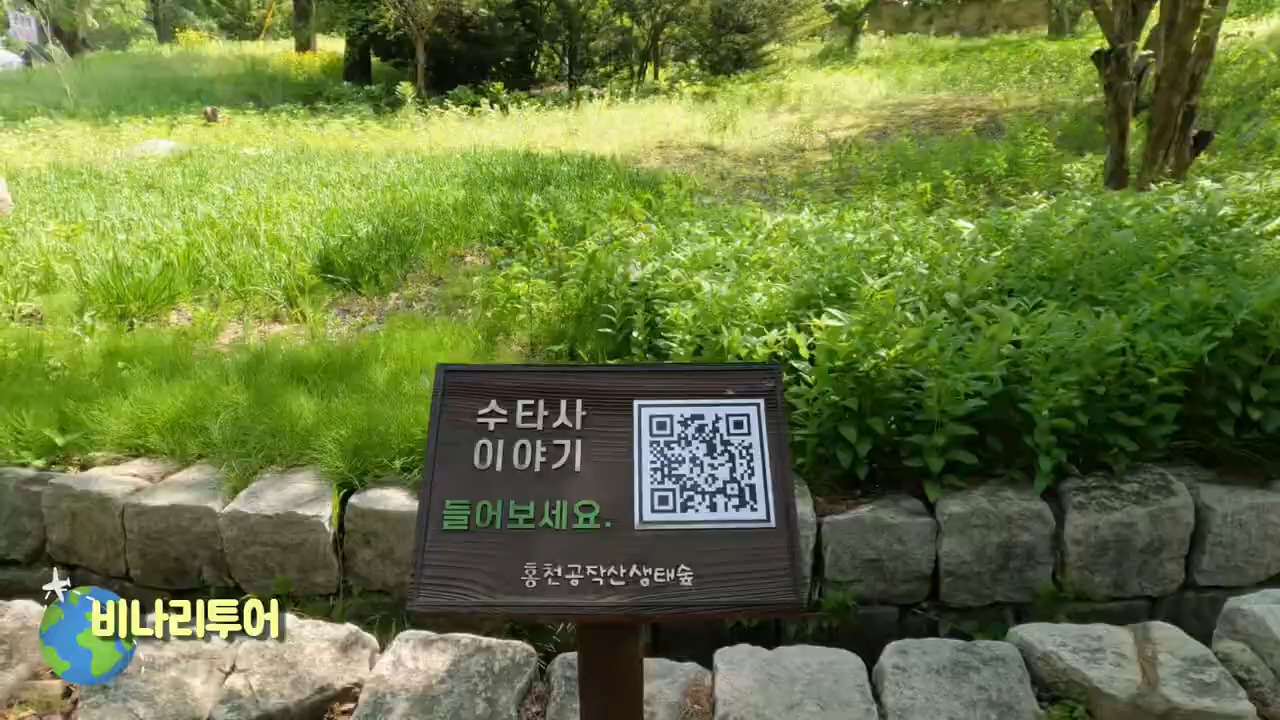 수타사
이야기
들어보세요.
홍천공작산생태숲
비나리투어